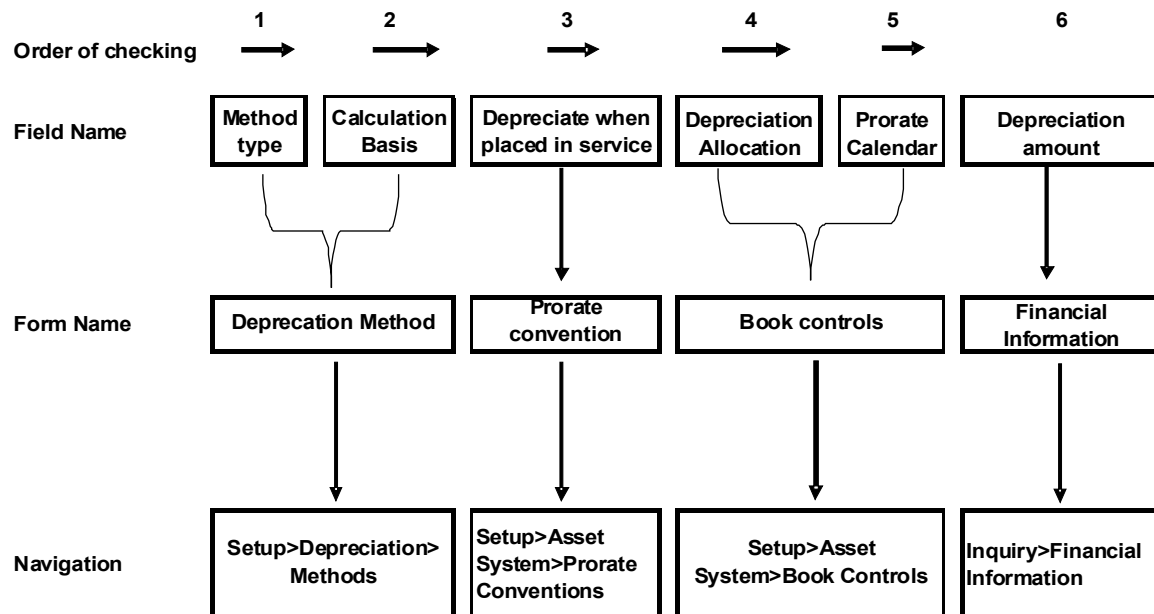 1 2 3 4 5 6
Order of checking
Field Name
Method
type
Calculation
Basis
Depreciate when
placed in service
Depreciation
Allocation
Prorate
Calendar
Depreciation
amount
Form Name
Deprecation Method
Prorate
convention
Book controls
Financial
Information
Navigation
Setup>Depreciation>
Methods
Setup>Asset
System>Prorate
Conventions
Setup>Asset
System>Book Controls
Inquiry>Financial
Information